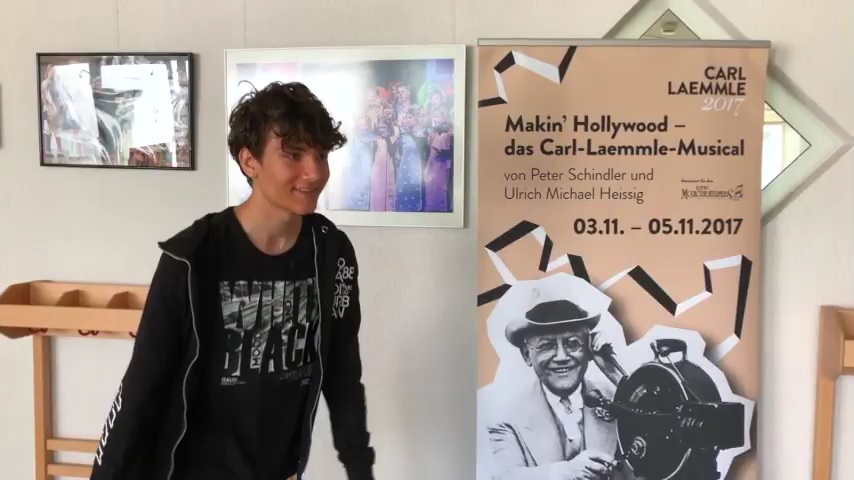 CARL
LAEMMLE
2017
Makin' Hollywood –
das Carl-Laemmle-Musical
von Peter Schindler und
Ulrich Michael Heissig
03.11. – 05.11.2017
WHITE
BLACK